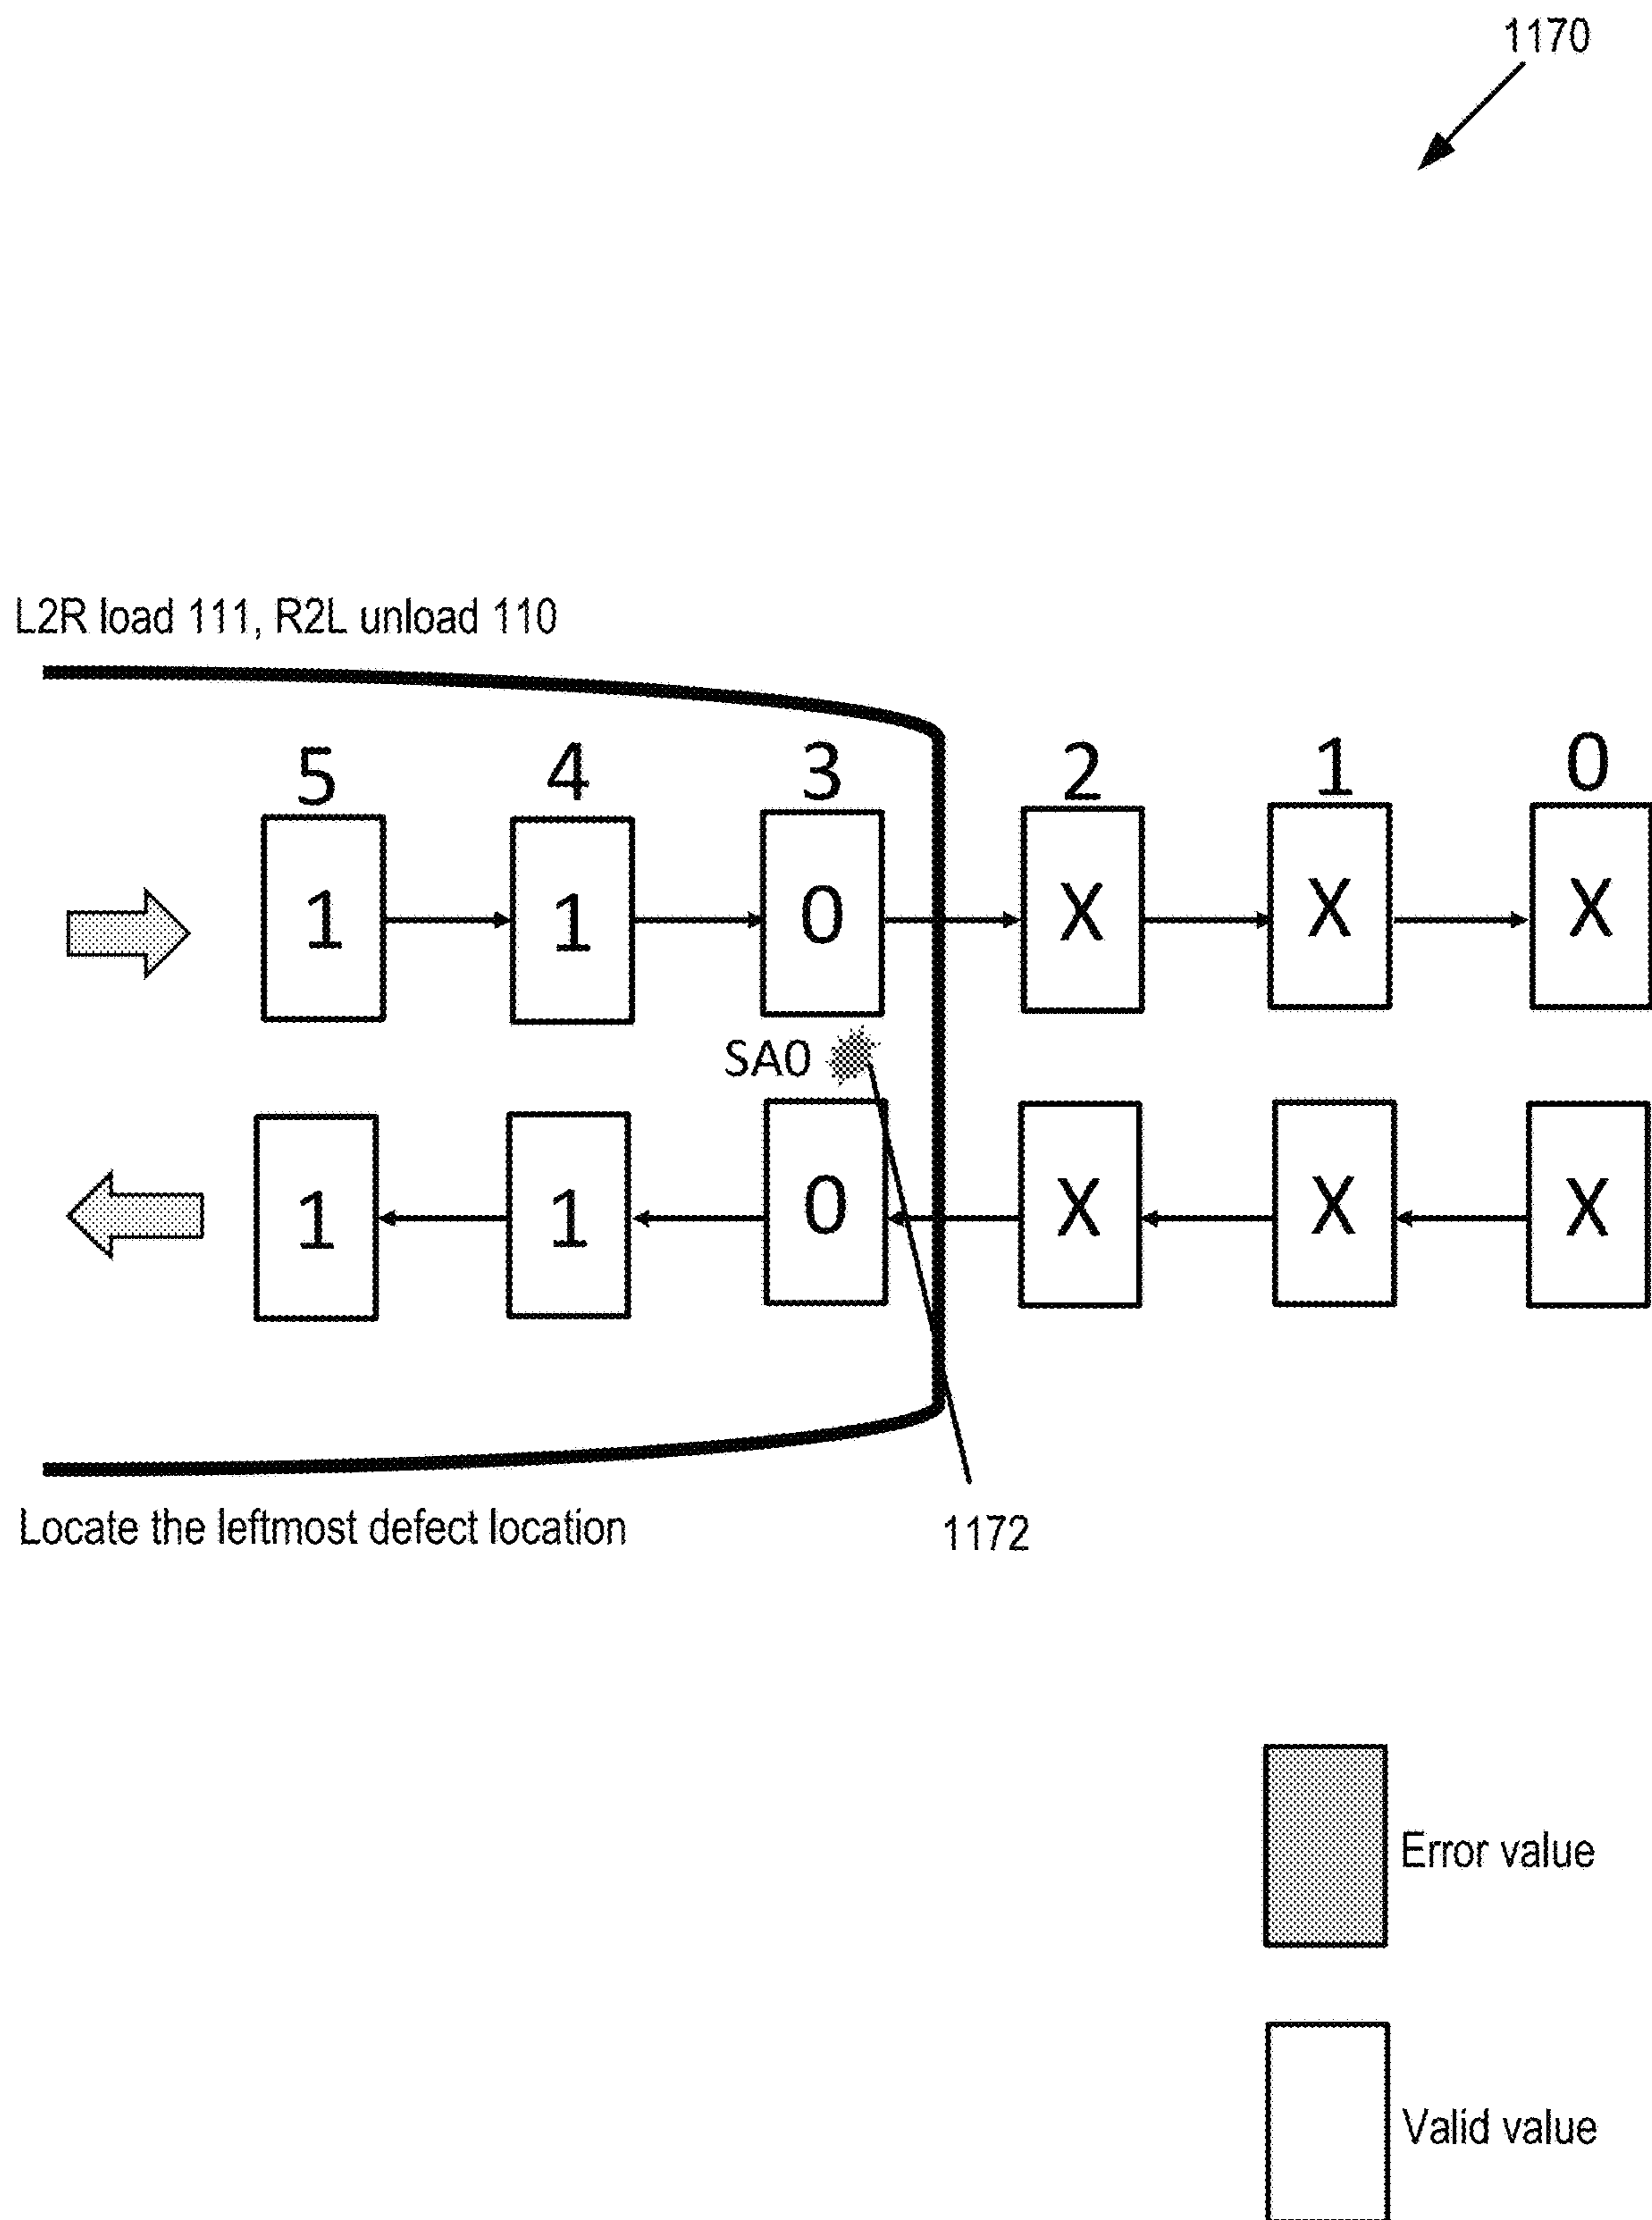 1170
L2R load 111, R2L unload 110
5 4 3 2 1 0
1 1 0 X X X
SA0
1 1 0 X X X
Locate the leftmost defect location
1172
Error value
Valid value